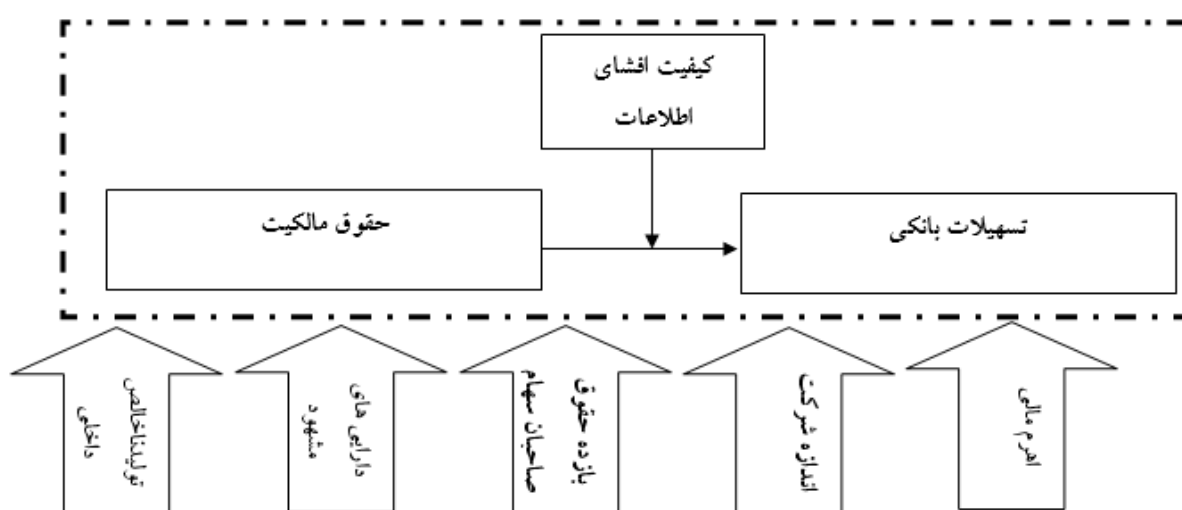 کیفیت افشای
اطلاعات
تسهیلات بانکی
حقوق مالکیت
اهرم مالی
اندازه شرکت
بازده حقوق
صاحبان سهام
دارایی های
مشهود
تولیدناخالص
داخلی